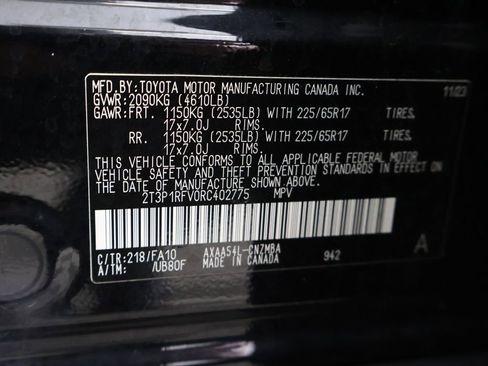 MFD. BY: TOYOTA MOTOR MANUFACTURING CANADA INC. 11/23
GVWR: 2090KG (4610LB)
GAWR: FRT. 1150KG (2535LB) WITH 225/65R17 TIRES.
17x7.0J RIMS.
RR. 1150KG (2535LB) WITH 225/65R17 TIRES.
17x7.0J RIMS.
THIS VEHICLE CONFORMS TO ALL APPLICABLE FEDERAL MOTOR
VEHICLE SAFETY AND THEFT PREVENTION STANDARDS IN EFFECT ON
THE DATE OF MANUFACTURE SHOWN ABOVE.
2T3P1RFV0RC402775 MPV
C/TR: 218/FA10 AXAA54L-CNZMBA 942 A
A/TM: /UB80F MADE IN CANADA